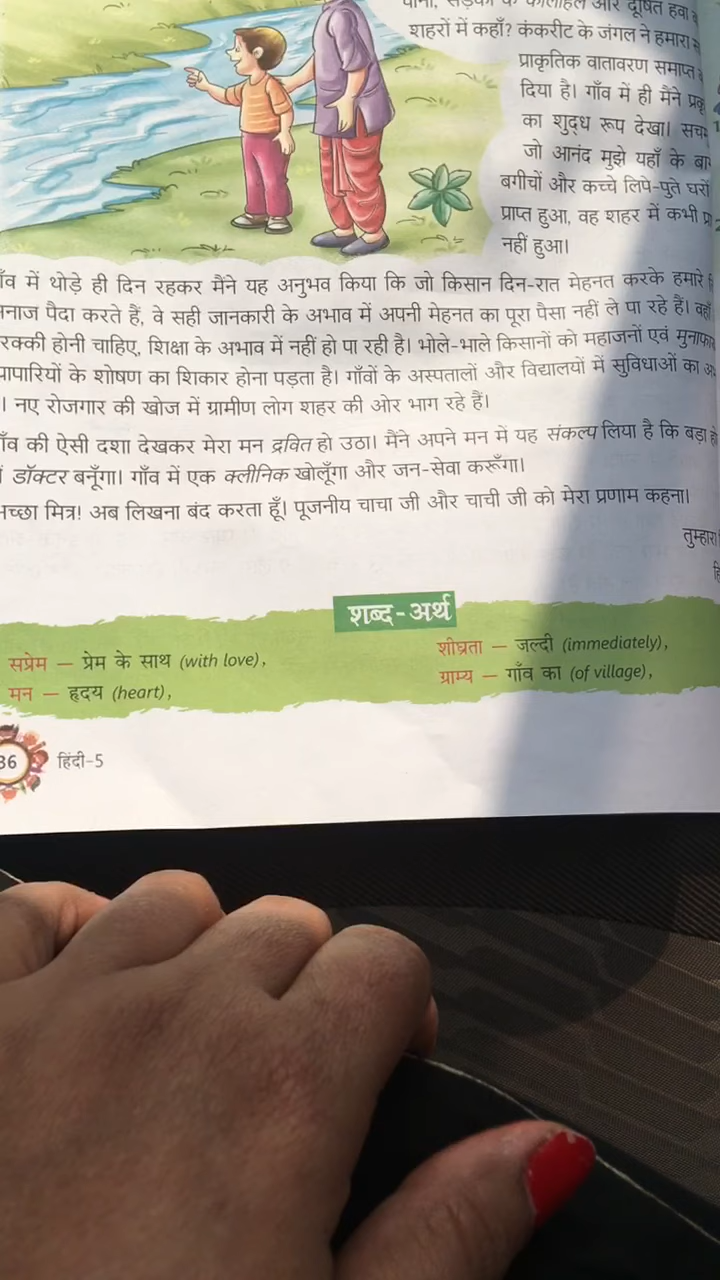 शहरों में कहाँ? कंकरीट के जंगल ने हमारा
प्राकृतिक वातावरण समाप्त
दिया है। गाँव में ही मैंने
का शुद्ध रूप देखा।
जो आनंद मुझे यहाँ के
बगीचों और कच्चे लिपे-पुते घरों
प्राप्त हुआ, वह शहर में कभी
नहीं हुआ।
में थोड़े ही दिन रहकर मैंने यह अनुभव किया कि जो किसान दिन-रात मेहनत करके हमारे
पैदा करते हैं, वे सही जानकारी के अभाव में अपनी मेहनत का पूरा पैसा नहीं ले पा रहे हैं। वहाँ
होनी चाहिए, शिक्षा के अभाव में नहीं हो पा रही है। भोले-भाले किसानों को महाजनों एवं
के शोषण का शिकार होना पड़ता है। गाँवों के अस्पतालों और विद्यालयों में सुविधाओं का
। नए रोजगार की खोज में ग्रामीण लोग शहर की ओर भाग रहे हैं।
की ऐसी दशा देखकर मेरा मन द्रवित हो उठा। मैंने अपने मन में यह संकल्प लिया है कि बड़ा
डॉक्टर बनूँगा। गाँव में एक क्लीनिक खोलूँगा और जन-सेवा करूँगा।
मित्र! अब लिखना बंद करता हूँ। पूजनीय चाचा जी और चाची जी को मेरा प्रणाम कहना।
तुम्हारा
शब्द-अर्थ
सप्रेम — प्रेम के साथ (with love), शीघ्रता — जल्दी (immediately),
मन — हृदय (heart), ग्राम्य — गाँव का (of village),
36 हिंदी-5